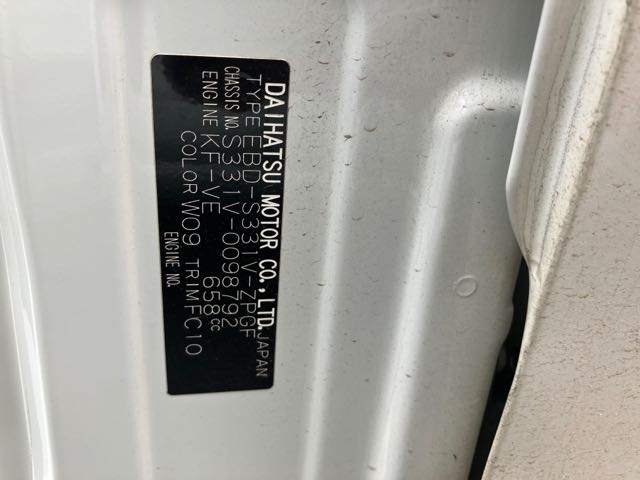 DAIHATSU MOTOR CO.,LTD. JAPAN
TYPE EBD-S331V-ZPGF
CHASSIS NO. S331V-0098792
ENGINE KF-VE 658cc
COLOR W09 TRIM FC10
ENGINE NO.